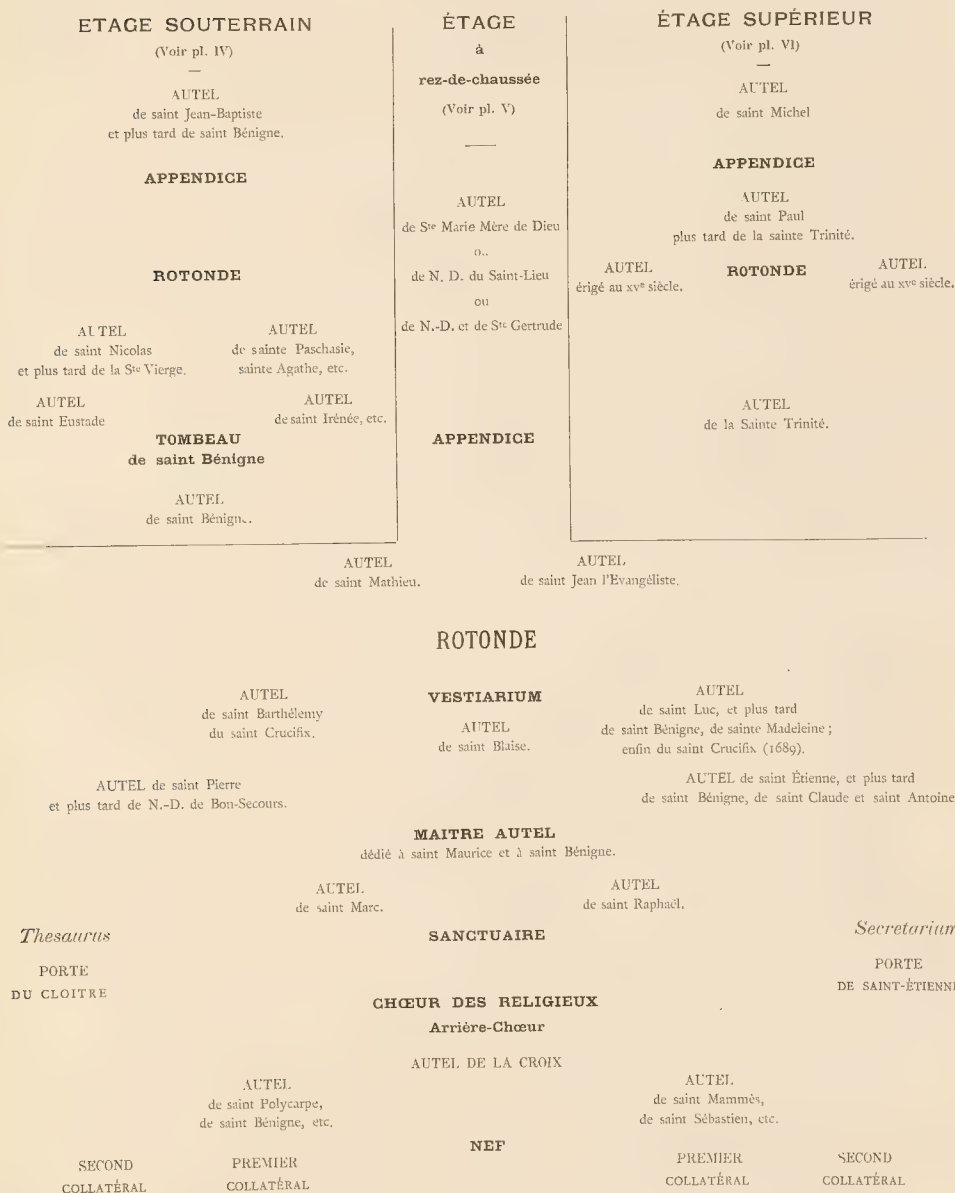 ETAGE SOUTERRAIN
(Voir pl. IV)
AUTEL
de saint Jean-Baptiste
et plus tard de saint Bénigne.
APPENDICE
ROTONDE
AUTEL
de saint Nicolas
et plus tard de la Ste Vierge.
AUTEL
de sainte Paschasie,
sainte Agathe, etc.
AUTEL
de saint Eustade
AUTEL
de saint Irénée, etc.
TOMBEAU
de saint Bénigne
AUTEL
de saint Bénigne.
ÉTAGE
à
rez-de-chaussée
(Voir pl. V)
AUTEL
de Ste Marie Mère de Dieu
ou
de N. D. du Saint-Lieu
ou
de N.-D. et de Ste Gertrude
APPENDICE
ÉTAGE SUPÉRIEUR
(Voir pl. VI)
AUTEL
de saint Michel
APPENDICE
AUTEL
de saint Paul
plus tard de la sainte Trinité.
AUTEL
érigé au XVe siècle.
ROTONDE
AUTEL
érigé au XVe siècle.
AUTEL
de la Sainte Trinité.
AUTEL
de saint Mathieu.
AUTEL
de saint Jean l'Evangéliste.
ROTONDE
AUTEL
de saint Barthélemy
du saint Crucifix.
VESTIARIUM
AUTEL
de saint Blaise.
AUTEL
de saint Luc, et plus tard
de saint Bénigne, de sainte Madeleine ;
enfin du saint Crucifix (1689).
AUTEL de saint Pierre
et plus tard de N.-D. de Bon-Secours.
AUTEL de saint Étienne, et plus tard
de saint Bénigne, de saint Claude et saint Antoine
MAITRE AUTEL
dédié à saint Maurice et à saint Bénigne.
AUTEL
de saint Marc.
AUTEL
de saint Raphaël.
Thesaurus
SANCTUAIRE
Secretarium
PORTE
DU CLOITRE
PORTE
DE SAINT-ÉTIENNE
CHŒUR DES RELIGIEUX
Arrière-Chœur
AUTEL DE LA CROIX
AUTEL
de saint Polycarpe,
de saint Bénigne, etc.
AUTEL
de saint Mammès,
de saint Sébastien, etc.
NEF
SECOND
COLLATÉRAL
PREMIER
COLLATÉRAL
PREMIER
COLLATÉRAL
SECOND
COLLATÉRAL